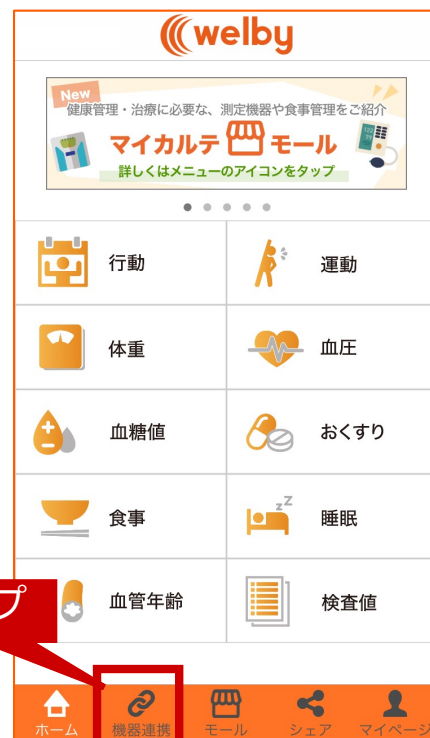 welby
New
健康管理・治療に必要な、測定機器や食事管理をご紹介
マイカルテ モール
詳しくはメニューのアイコンをタップ
行動
運動
体重
血圧
血糖値
おくすり
食事
zZ
睡眠
血管年齢
検査値
プ
ホーム
機器連携
モール
シェア
マイページ